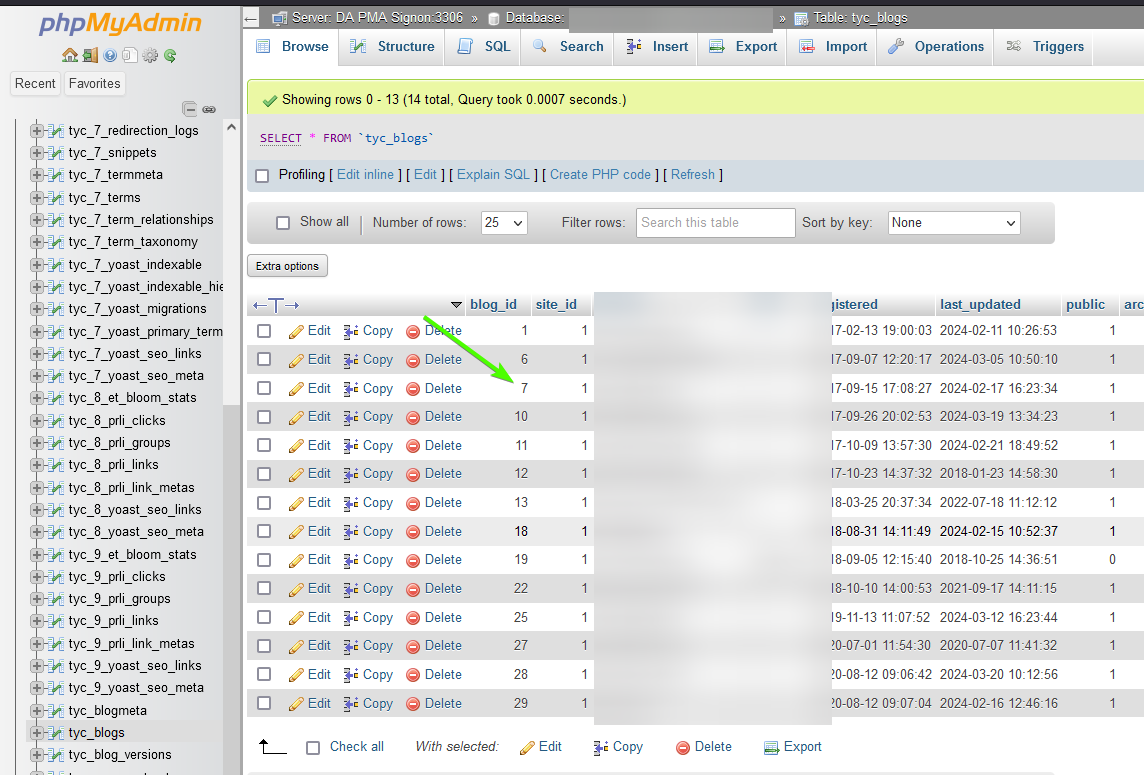 phpMyAdmin
Recent Favorites
tyc_7_redirection_logs
tyc_7_snippets
tyc_7_termmeta
tyc_7_terms
tyc_7_term_relationships
tyc_7_term_taxonomy
tyc_7_yoast_indexable
tyc_7_yoast_indexable_hie
tyc_7_yoast_migrations
tyc_7_yoast_primary_term
tyc_7_yoast_seo_links
tyc_7_yoast_seo_meta
tyc_8_et_bloom_stats
tyc_8_prli_clicks
tyc_8_prli_groups
tyc_8_prli_links
tyc_8_prli_link_metas
tyc_8_yoast_seo_links
tyc_8_yoast_seo_meta
tyc_9_et_bloom_stats
tyc_9_prli_clicks
tyc_9_prli_groups
tyc_9_prli_links
tyc_9_prli_link_metas
tyc_9_yoast_seo_links
tyc_9_yoast_seo_meta
tyc_blogmeta
tyc_blogs
tyc_blog_versions
Server: DA PMA Signon:3306 » Database: » Table: tyc_blogs
Browse Structure SQL Search Insert Export Import Operations Triggers
Showing rows 0 - 13 (14 total, Query took 0.0007 seconds.)
SELECT * FROM `tyc_blogs`
Profiling [ Edit inline ] [ Edit ] [ Explain SQL ] [ Create PHP code ] [ Refresh ]
Show all | Number of rows: 25 Filter rows: Search this table Sort by key: None
Extra options
←T→ blog_id site_id gistered last_updated public arc
Edit Copy Delete 1 1 17-02-13 19:00:03 2024-02-11 10:26:53 1
Edit Copy Delete 6 1 17-09-07 12:20:17 2024-03-05 10:50:10 1
Edit Copy Delete 7 1 17-09-15 17:08:27 2024-02-17 16:23:34 1
Edit Copy Delete 10 1 17-09-26 20:02:53 2024-03-19 13:34:23 1
Edit Copy Delete 11 1 17-10-09 13:57:30 2024-02-21 18:49:52 1
Edit Copy Delete 12 1 17-10-23 14:37:32 2018-01-23 14:58:30 1
Edit Copy Delete 13 1 18-03-25 20:37:34 2022-07-18 11:12:12 1
Edit Copy Delete 18 1 18-08-31 14:11:49 2024-02-15 10:52:37 1
Edit Copy Delete 19 1 18-09-05 12:15:40 2018-10-25 14:36:51 0
Edit Copy Delete 22 1 18-10-10 14:00:53 2021-09-17 14:11:15 1
Edit Copy Delete 25 1 19-11-13 11:07:52 2024-03-12 16:23:44 1
Edit Copy Delete 27 1 20-07-01 11:54:30 2020-07-07 11:41:32 1
Edit Copy Delete 28 1 20-08-12 09:06:42 2024-03-20 10:12:56 1
Edit Copy Delete 29 1 20-08-12 09:07:04 2024-02-16 12:46:16 1
Check all With selected: Edit Copy Delete Export